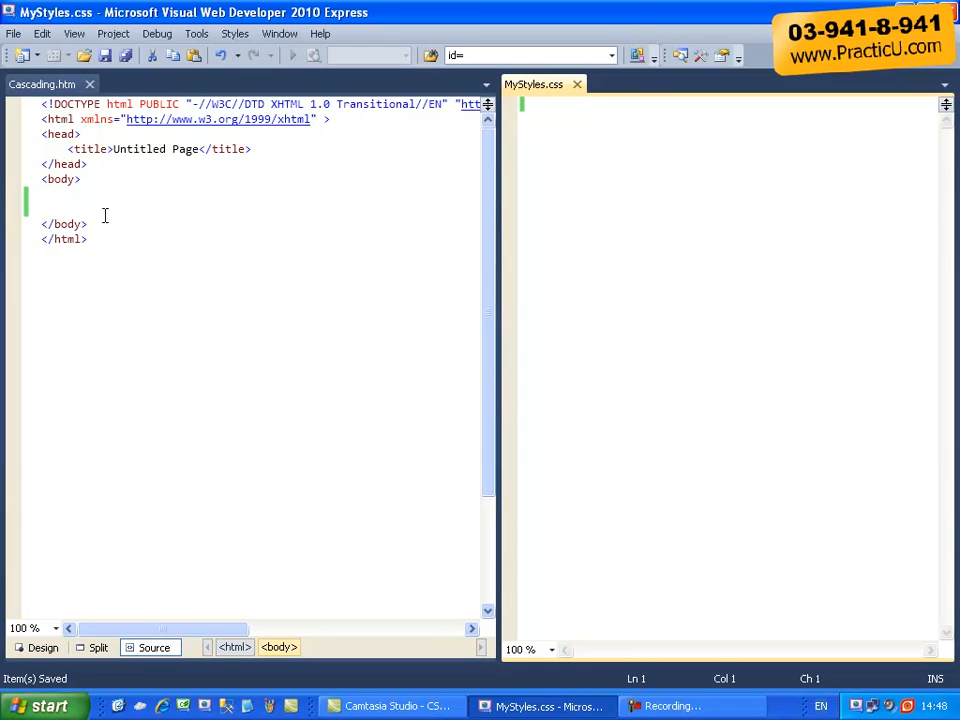 MyStyles.css - Microsoft Visual Web Developer 2010 Express
03-941-8-941
www.PracticU.com
File Edit View Project Debug Tools Styles Window Help
id=
Cascading.htm
MyStyles.css
<!DOCTYPE html PUBLIC "-//W3C//DTD XHTML 1.0 Transitional//EN" "htt
<html xmlns="http://www.w3.org/1999/xhtml" >
<head>
<title>Untitled Page</title>
</head>
<body>
</body>
</html>
100 %
100 %
Design Split Source <html> <body>
Item(s) Saved Ln 1 Col 1 Ch 1 INS
start Camtasia Studio - CS... MyStyles.css - Micros... Recording... EN 14:48